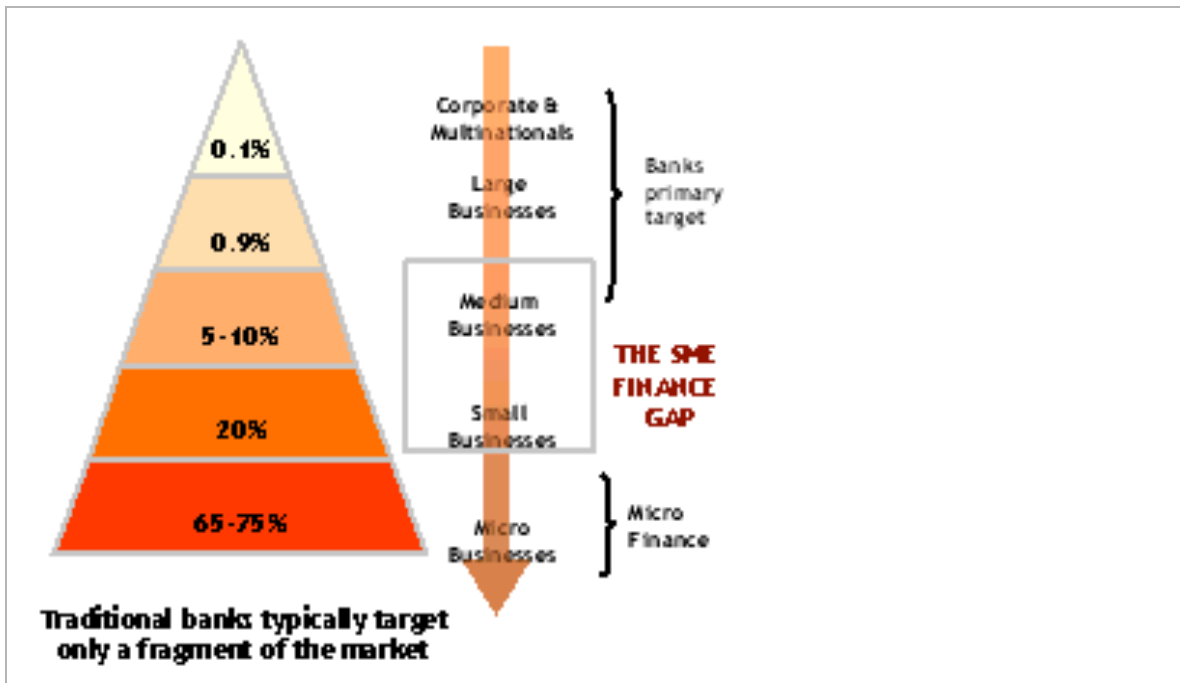 0.1%
0.9%
5-10%
20%
65-75%
Corporate &
Multinationals
Large
Businesses
Medium
Businesses
Small
Businesses
Micro
Businesses
Banks
primary
target
THE SME
FINANCE
GAP
Micro
Finance
Traditional banks typically target
only a fragment of the market